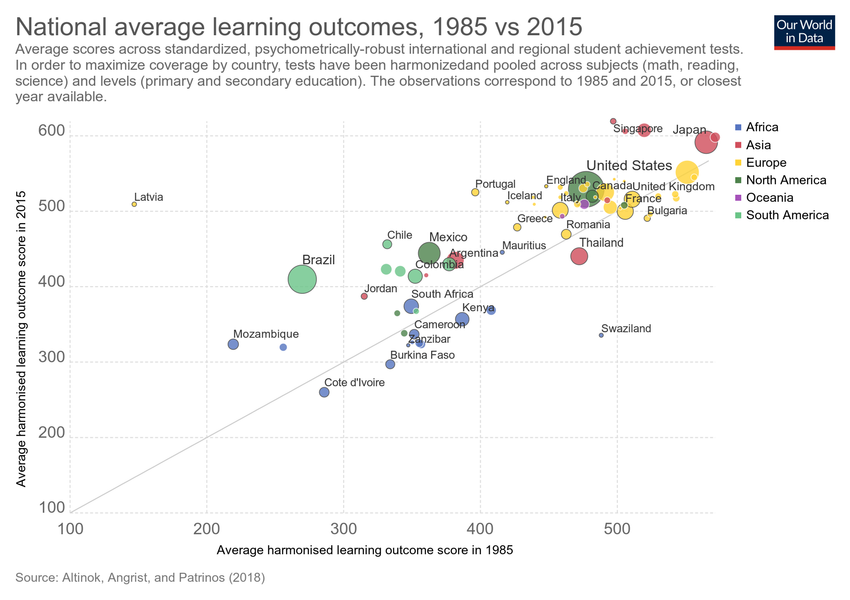 National average learning outcomes, 1985 vs 2015
Our World
in Data
Average scores across standardized, psychometrically-robust international and regional student achievement tests.
In order to maximize coverage by country, tests have been harmonizedand pooled across subjects (math, reading,
science) and levels (primary and secondary education). The observations correspond to 1985 and 2015, or closest
year available.
Average harmonised learning outcome score in 2015
600
500
400
300
200
100
100
200
300
400
500
Average harmonised learning outcome score in 1985
Singapore
Japan
United States
Portugal
England
Canada
United Kingdom
Latvia
Iceland
Italy
France
Bulgaria
Greece
Romania
Chile
Mexico
Mauritius
Thailand
Argentina
Brazil
Colombia
Jordan
South Africa
Kenya
Mozambique
Cameroon
Swaziland
Zanzibar
Burkina Faso
Cote d'Ivoire
Africa
Asia
Europe
North America
Oceania
South America
Source: Altinok, Angrist, and Patrinos (2018)